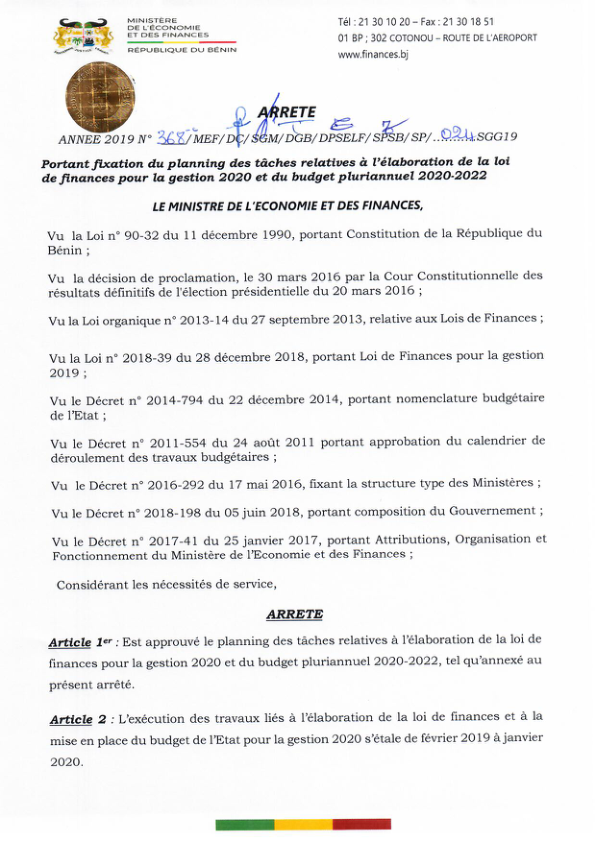 MINISTÈRE
DE L'ÉCONOMIE
ET DES FINANCES
RÉPUBLIQUE DU BÉNIN
Tél : 21 30 10 20 – Fax : 21 30 18 51
01 BP ; 302 COTONOU – ROUTE DE L'AEROPORT
www.finances.bj
ARRETE
ANNEE 2019 N° 368/MEF/DC/SGM/DGB/DPSELF/SPSB/SP/...024.SGG19
Portant fixation du planning des tâches relatives à l'élaboration de la loi
de finances pour la gestion 2020 et du budget pluriannuel 2020-2022
LE MINISTRE DE L'ECONOMIE ET DES FINANCES,
Vu la Loi n° 90-32 du 11 décembre 1990, portant Constitution de la République du
Bénin ;
Vu la décision de proclamation, le 30 mars 2016 par la Cour Constitutionnelle des
résultats définitifs de l'élection présidentielle du 20 mars 2016 ;
Vu la Loi organique n° 2013-14 du 27 septembre 2013, relative aux Lois de Finances ;
Vu la Loi n° 2018-39 du 28 décembre 2018, portant Loi de Finances pour la gestion
2019 ;
Vu le Décret n° 2014-794 du 22 décembre 2014, portant nomenclature budgétaire
de l'Etat ;
Vu le Décret n° 2011-554 du 24 août 2011 portant approbation du calendrier de
déroulement des travaux budgétaires ;
Vu le Décret n° 2016-292 du 17 mai 2016, fixant la structure type des Ministères ;
Vu le Décret n° 2018-198 du 05 juin 2018, portant composition du Gouvernement ;
Vu le Décret n° 2017-41 du 25 janvier 2017, portant Attributions, Organisation et
Fonctionnement du Ministère de l'Economie et des Finances ;
Considérant les nécessités de service,
ARRETE
Article 1er : Est approuvé le planning des tâches relatives à l'élaboration de la loi de
finances pour la gestion 2020 et du budget pluriannuel 2020-2022, tel qu'annexé au
présent arrêté.
Article 2 : L'exécution des travaux liés à l'élaboration de la loi de finances et à la
mise en place du budget de l'Etat pour la gestion 2020 s'étale de février 2019 à janvier
2020.